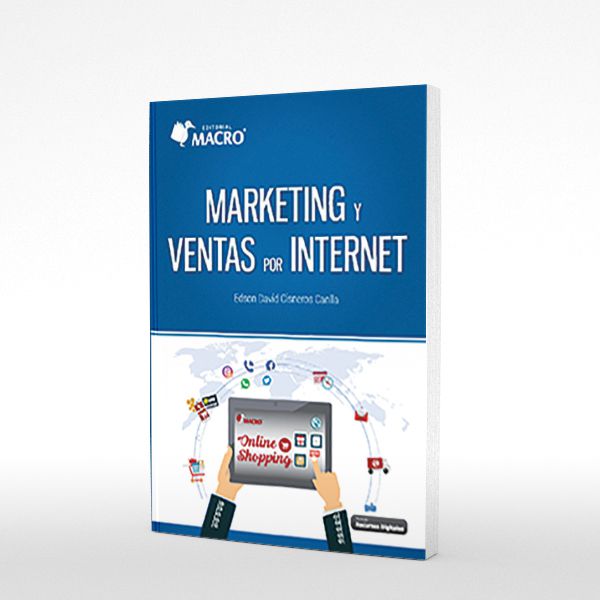 EDITORIAL
MACRO
MARKETING Y
VENTAS POR INTERNET
Edson David Cisneros Canlla
MACRO
Online
Shopping
Recursos Digitales